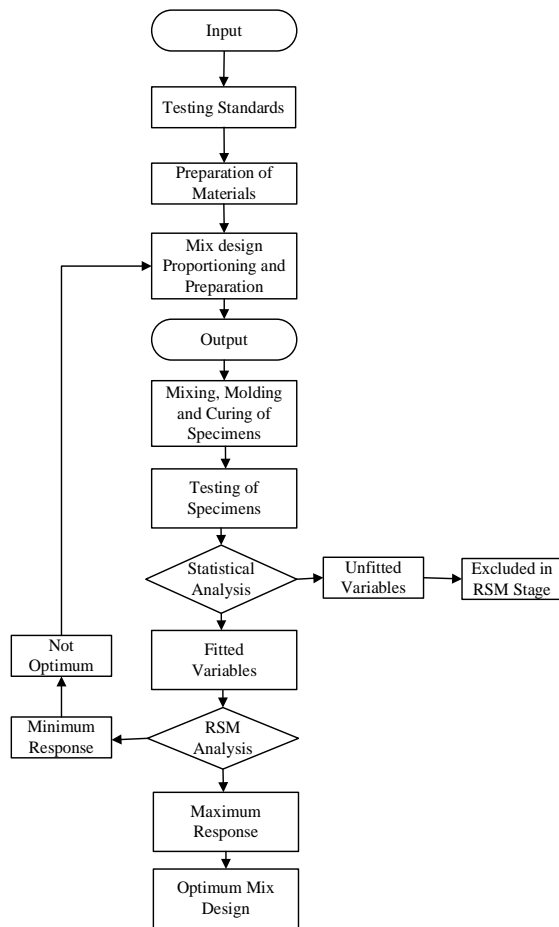 Input
Testing Standards
Preparation of
Materials
Mix design
Proportioning and
Preparation
Output
Mixing, Molding
and Curing of
Specimens
Testing of
Specimens
Statistical
Analysis
Unfitted
Variables
Excluded in
RSM Stage
Fitted
Variables
Not
Optimum
Minimum
Response
RSM
Analysis
Maximum
Response
Optimum Mix
Design